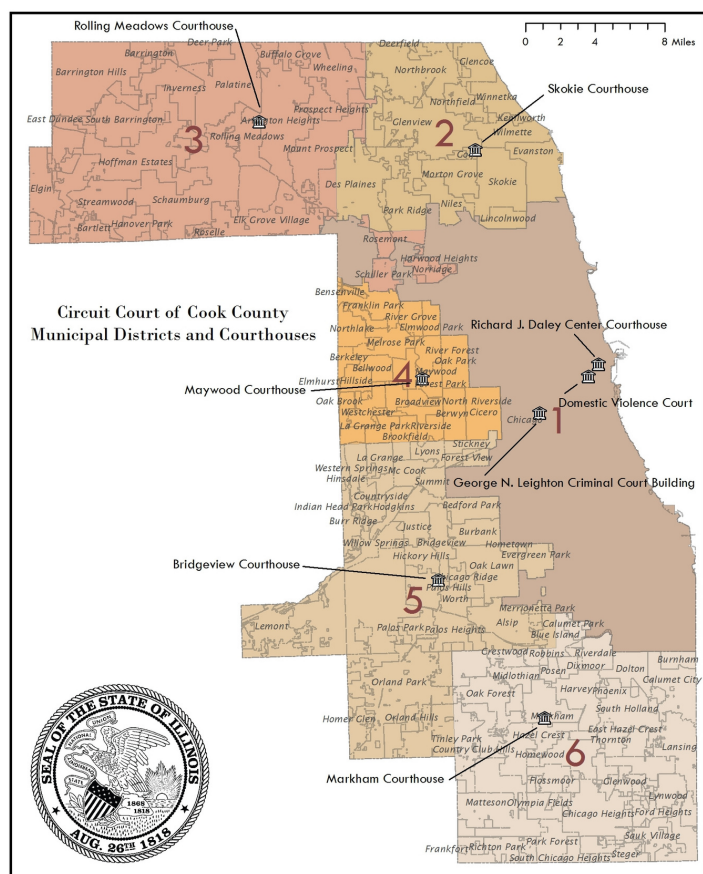 Rolling Meadows Courthouse
0 1 2 4 6 8 Miles
Deer Park
Deerfield
Barrington
Buffalo Grove
Glencoe
Barrington Hills
Wheeling
Northbrook
Skokie Courthouse
Inverness
Palatine
Winnetka
Northfield
Prospect Heights
Kenilworth
East Dundee
South Barrington
Arlington Heights
Glenview
Wilmette
3
Rolling Meadows
2
Golf
Evanston
Mount Prospect
Hoffman Estates
Morton Grove
Elgin
Schaumburg
Des Plaines
Skokie
Streamwood
Niles
Hanover Park
Elk Grove Village
Park Ridge
Lincolnwood
Bartlett
Roselle
Rosemont
Harwood Heights
Norridge
Schiller Park
Bensenville
Circuit Court of Cook County
Municipal Districts and Courthouses
Franklin Park
River Grove
Northlake
Elmwood Park
Richard J. Daley Center Courthouse
Melrose Park
River Forest
Berkeley
Oak Park
Bellwood
Maywood
4
Elmhurst
Hillside
Forest Park
Maywood Courthouse
Oak Brook
Broadview
North Riverside
Domestic Violence Court
Westchester
Berwyn
Cicero
Chicago
1
La Grange Park
Riverside
Brookfield
Stickney
Lyons
La Grange
Forest View
George N. Leighton Criminal Court Building
Western Springs
Mc Cook
Hinsdale
Summit
Countryside
Indian Head Park
Hodgkins
Bedford Park
Burr Ridge
Justice
Burbank
Willow Springs
Bridgeview
Hometown
Hickory Hills
Evergreen Park
Bridgeview Courthouse
Oak Lawn
Chicago Ridge
Palos Hills
5
Worth
Merrionette Park
Lemont
Alsip
Calumet Park
Palos Park
Palos Heights
Blue Island
Crestwood
Robbins
Riverdale
Burnham
Posen
Dixmoor
Dolton
Midlothian
Calumet City
Orland Park
Oak Forest
Harvey
Phoenix
South Holland
Homer Glen
Orland Hills
Markham
East Hazel Crest
Tinley Park
Hazel Crest
Thornton
Country Club Hills
6
Lansing
Homewood
Markham Courthouse
Flossmoor
Glenwood
Lynwood
Matteson
Olympia Fields
Chicago Heights
Ford Heights
Sauk Village
Park Forest
Frankfort
Richton Park
Steger
South Chicago Heights
SEAL OF THE STATE OF ILLINOIS
STATE
NATIONAL
UNION
1868
1818
AUG. 26TH 1818